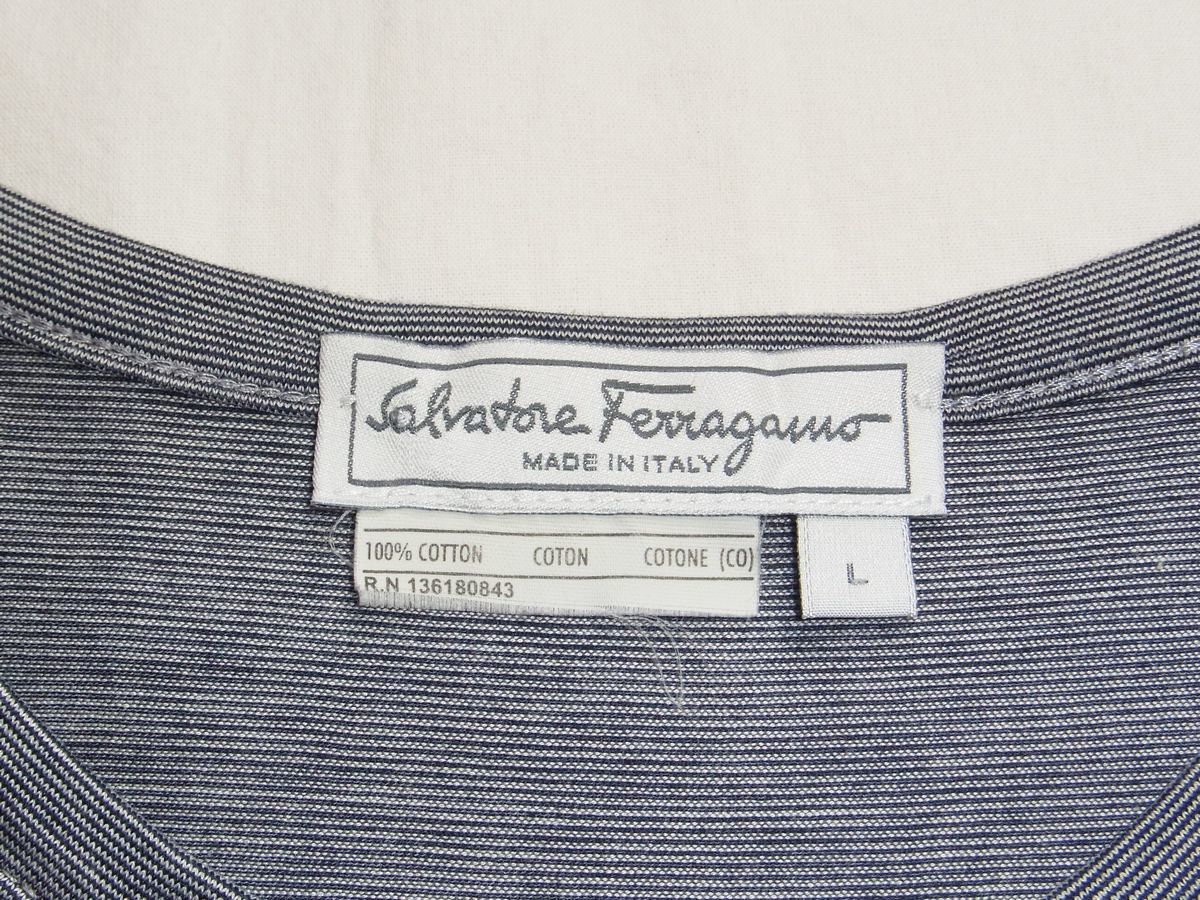 Salvatore Ferragamo
MADE IN ITALY
100% COTTON COTON COTONE (CO)
R.N 136180843
L